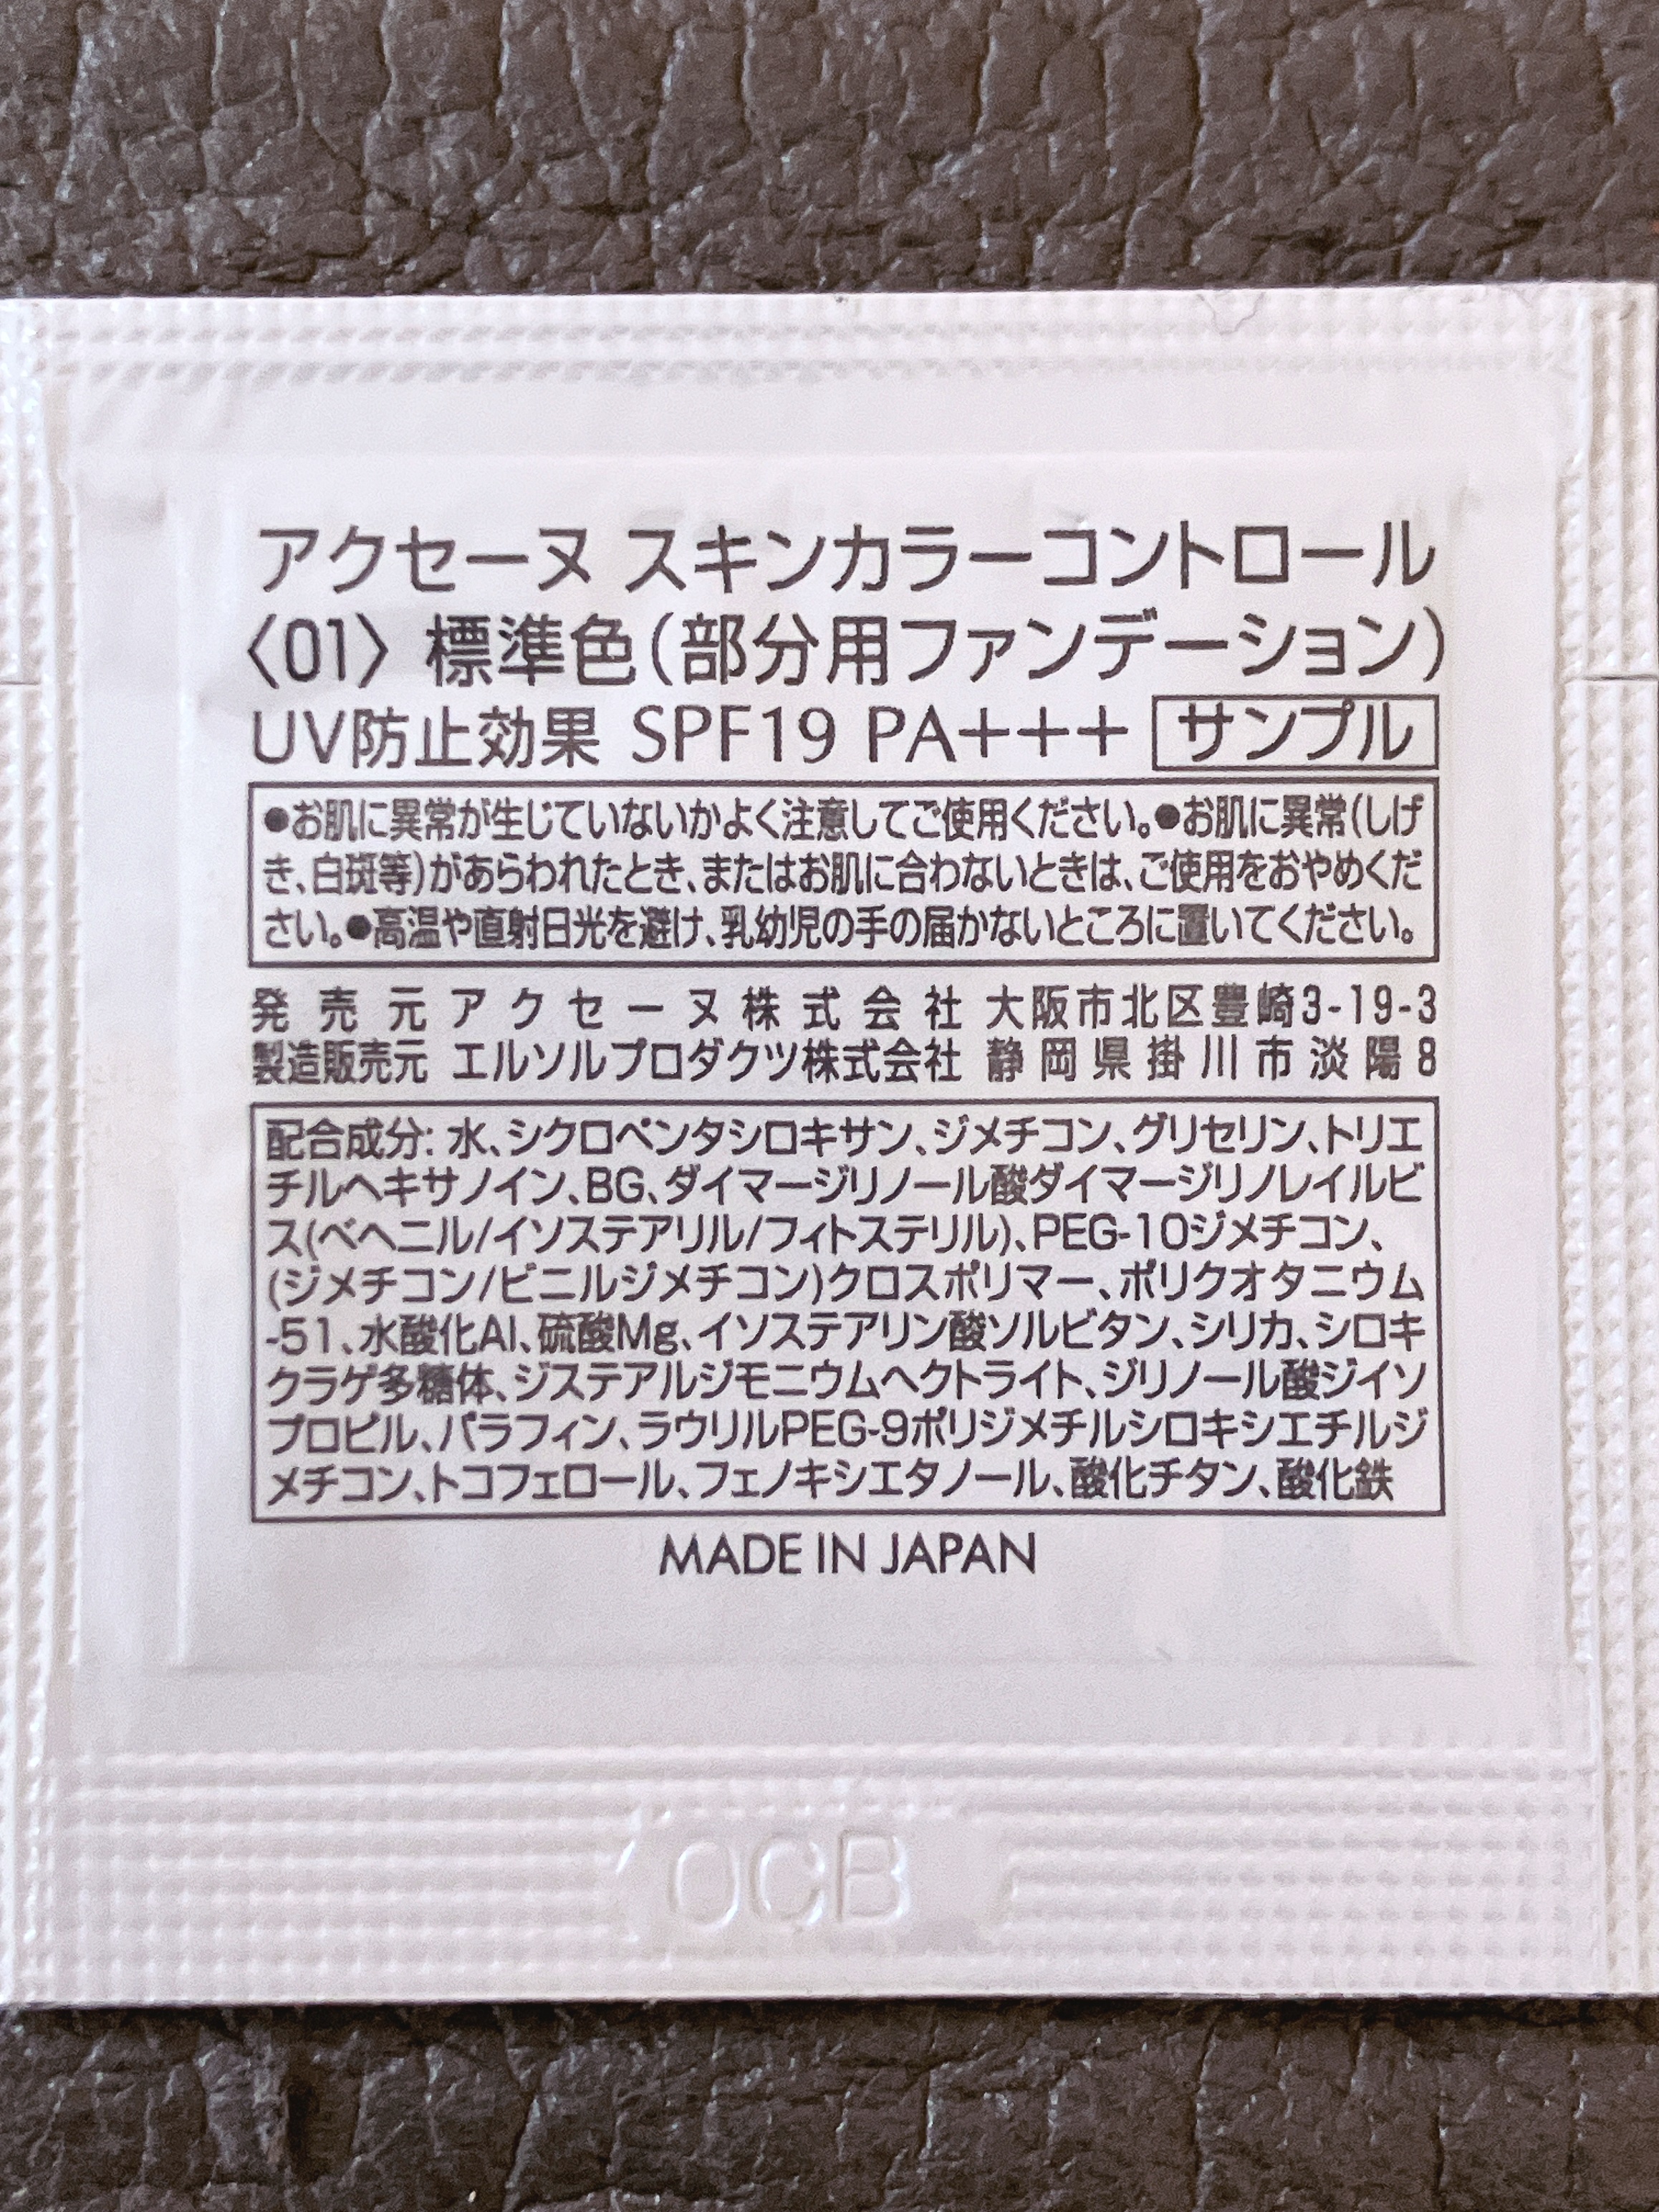 アクセーヌ スキンカラーコントロール
〈01〉 標準色(部分用ファンデーション)
UV防止効果 SPF19 PA+++ サンプル
●お肌に異常が生じていないかよく注意してご使用ください。●お肌に異常(しげ
き、白斑等)があらわれたとき、またはお肌に合わないときは、ご使用をおやめくだ
さい。●高温や直射日光を避け、乳幼児の手の届かないところに置いてください。
発売元 アクセーヌ株式会社 大阪市北区豊崎3-19-3
製造販売元 エルソルプロダクツ株式会社 静岡県掛川市淡陽8
配合成分: 水、シクロペンタシロキサン、ジメチコン、グリセリン、トリエ
チルヘキサノイン、BG、ダイマージリノール酸ダイマージリノレイルビ
ス(ベヘニル/イソステアリル/フィトステリル)、PEG-10ジメチコン、
(ジメチコン/ビニルジメチコン)クロスポリマー、ポリクオタニウム
-51、水酸化Al、硫酸Mg、イソステアリン酸ソルビタン、シリカ、シロキ
クラゲ多糖体、ジステアルジモニウムヘクトライト、ジリノール酸ジイソ
プロピル、パラフィン、ラウリルPEG-9ポリジメチルシロキシエチルジ
メチコン、トコフェロール、フェノキシエタノール、酸化チタン、酸化鉄
MADE IN JAPAN
OCB